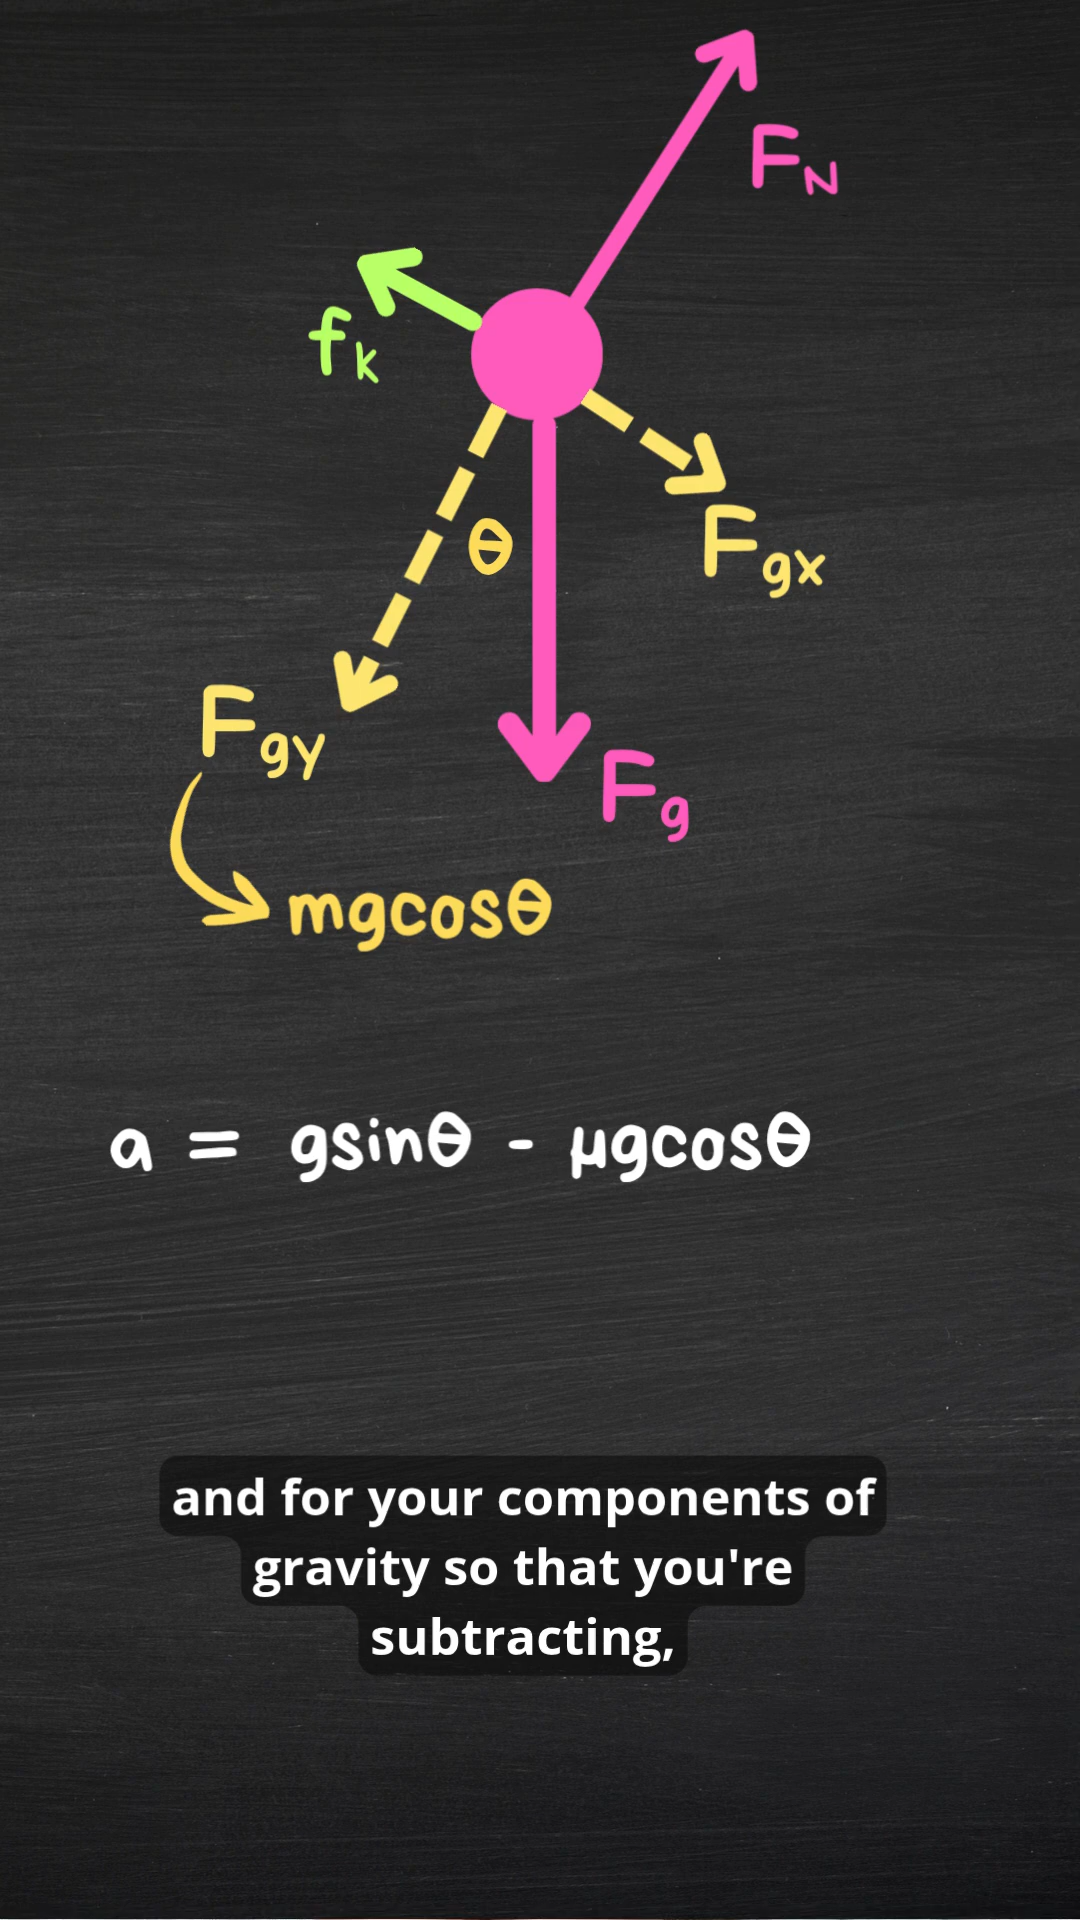 F_N
f_k
θ
F_gx
F_gy
F_g
mgcosθ
a = gsinθ - μgcosθ
and for your components of
gravity so that you're
subtracting,